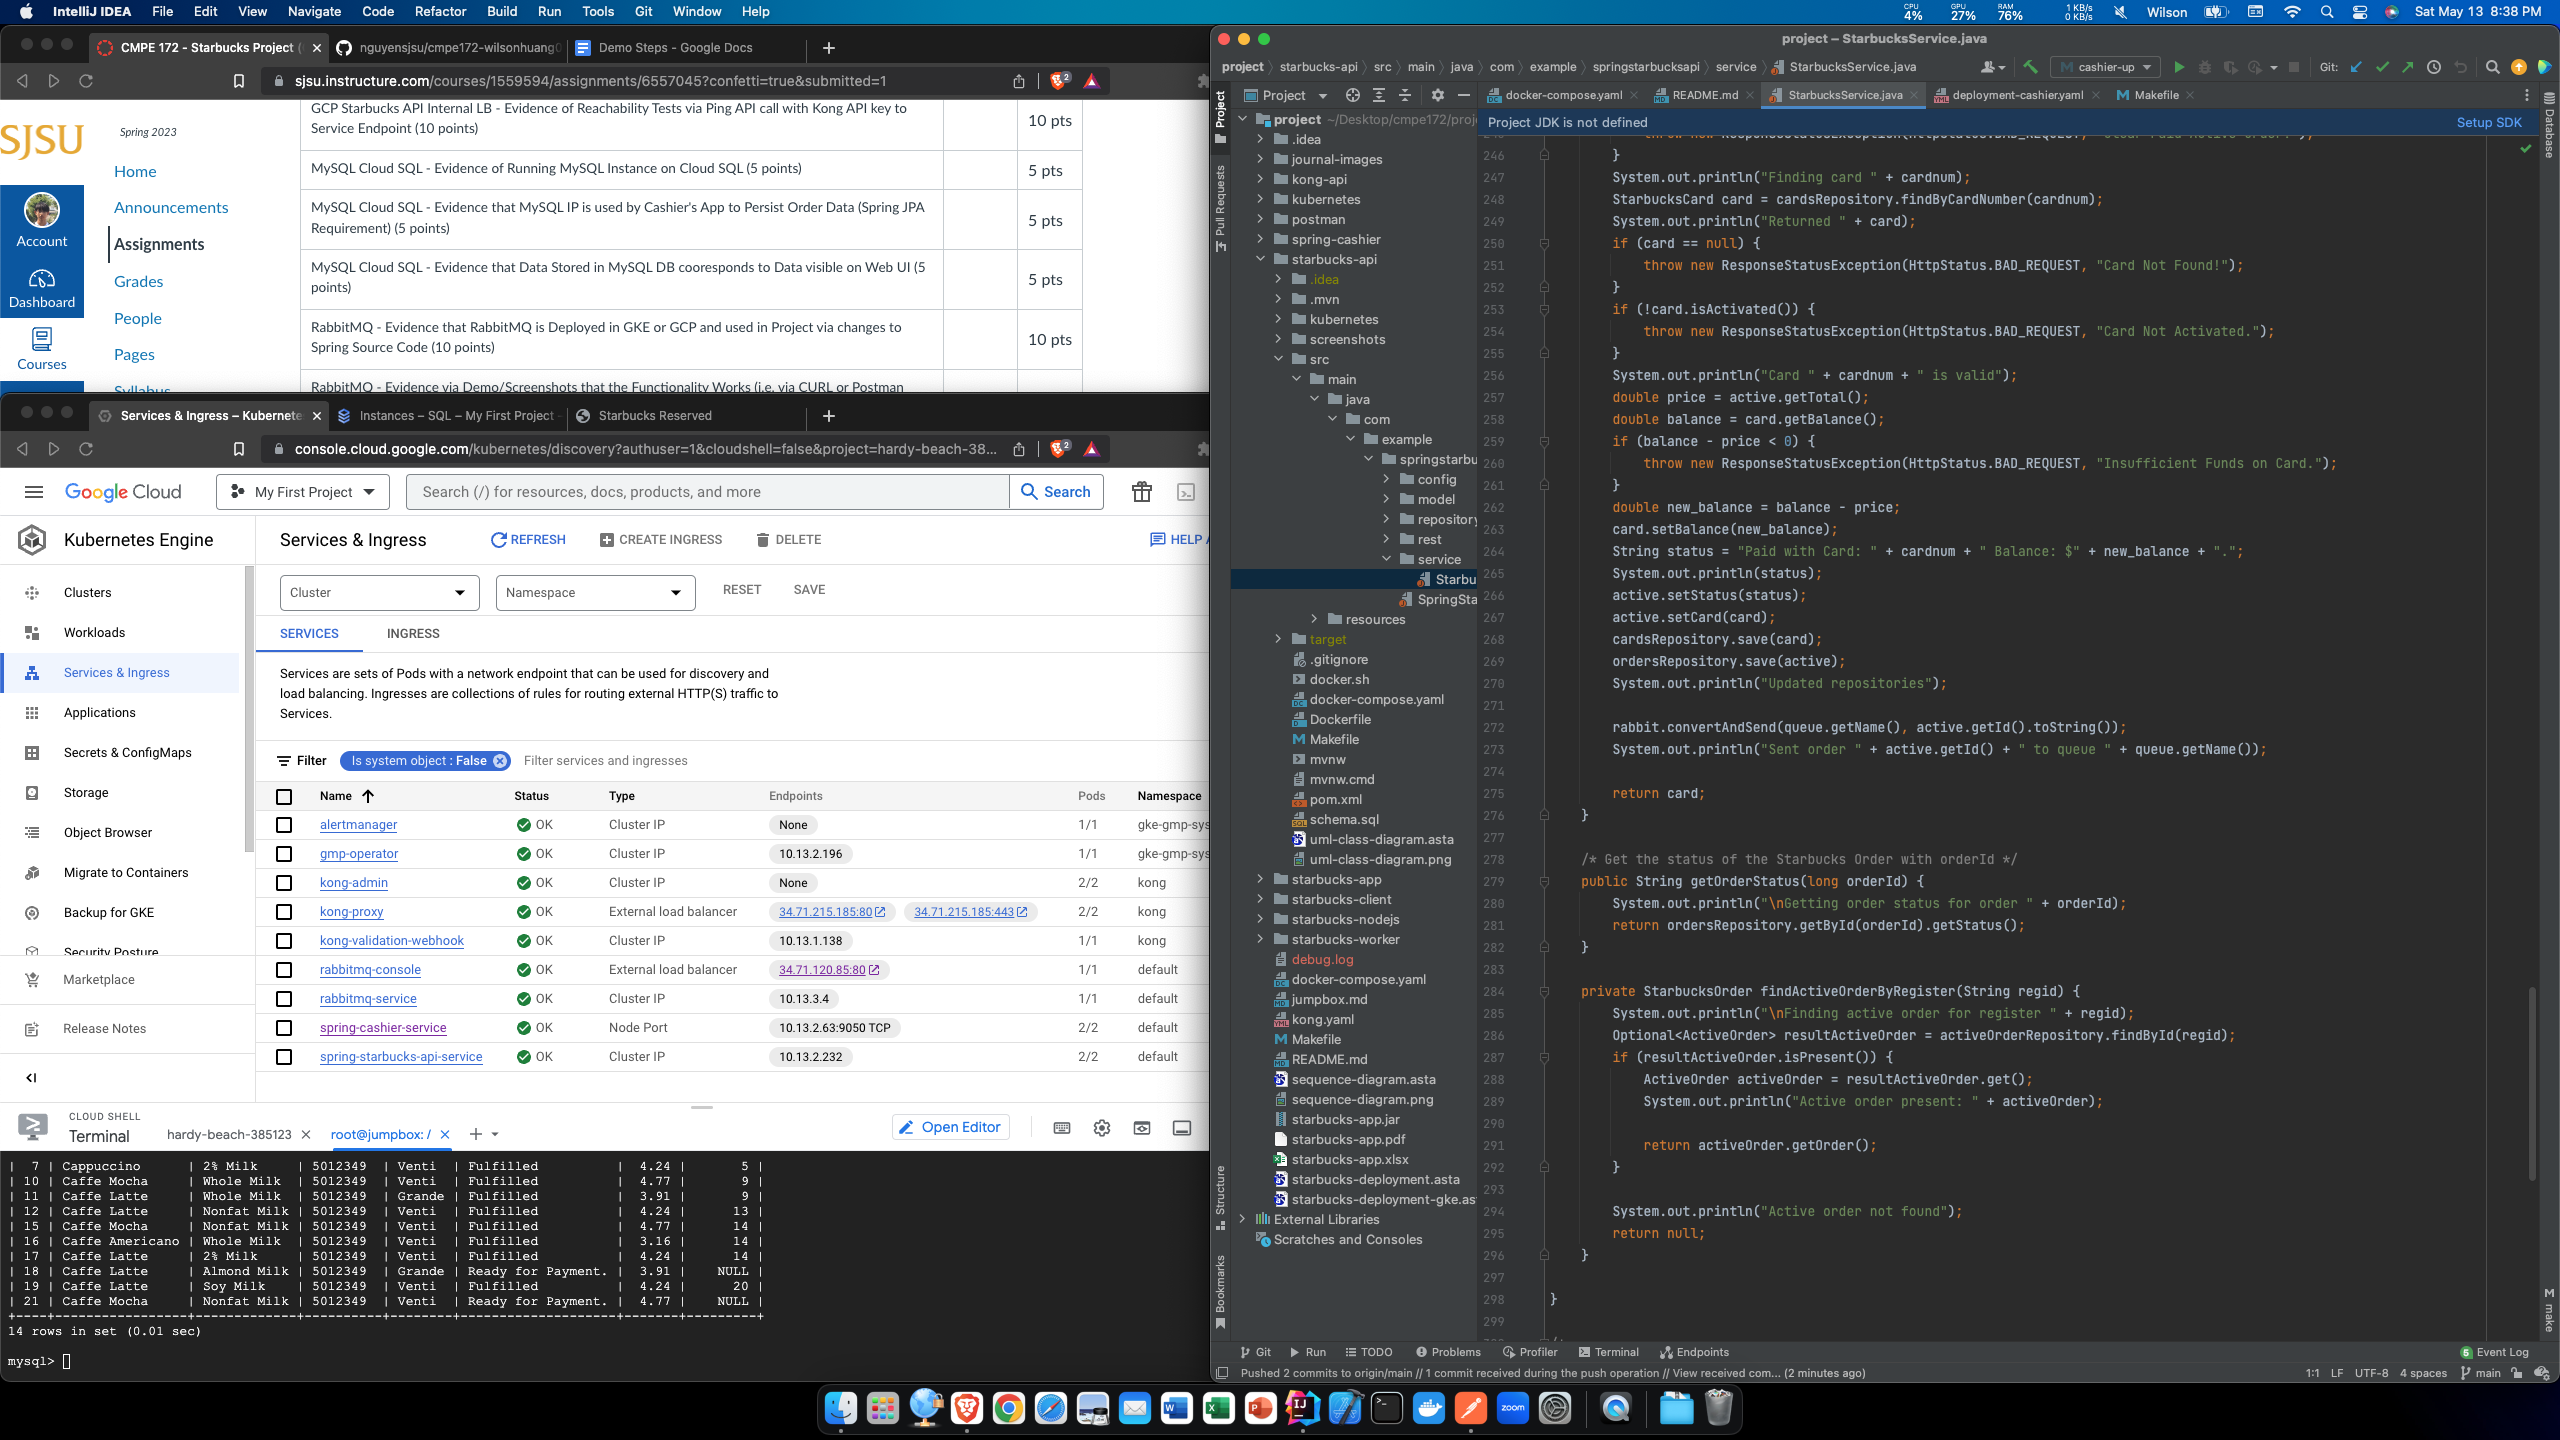 IntelliJ IDEA File Edit View Navigate Code Refactor Build Run Tools Git Window Help
CPU 4% GPU 27% RAM 76% 1 KB/s 0 KB/s Wilson Sat May 13 8:38 PM
CMPE 172 - Starbucks Project ( nguyensjsu/cmpe172-wilsonhuang0 Demo Steps - Google Docs
sjsu.instructure.com/courses/1559594/assignments/6557045?confetti=true&submitted=1
SJSU
Account
Dashboard
Courses
Spring 2023
Home
Announcements
Assignments
Grades
People
Pages
Syllabus
GCP Starbucks API Internal LB - Evidence of Reachability Tests via Ping API call with Kong API key to
Service Endpoint (10 points)
10 pts
MySQL Cloud SQL - Evidence of Running MySQL Instance on Cloud SQL (5 points)
5 pts
MySQL Cloud SQL - Evidence that MySQL IP is used by Cashier's App to Persist Order Data (Spring JPA
Requirement) (5 points)
5 pts
MySQL Cloud SQL - Evidence that Data Stored in MySQL DB cooresponds to Data visible on Web UI (5
points)
5 pts
RabbitMQ - Evidence that RabbitMQ is Deployed in GKE or GCP and used in Project via changes to
Spring Source Code (10 points)
10 pts
RabbitMQ - Evidence via Demo/Screenshots that the Functionality Works (i.e. via CURL or Postman
Services & Ingress – Kubernete Instances – SQL – My First Project Starbucks Reserved
console.cloud.google.com/kubernetes/discovery?authuser=1&cloudshell=false&project=hardy-beach-38...
Google Cloud My First Project Search (/) for resources, docs, products, and more Search
Kubernetes Engine
Clusters
Workloads
Services & Ingress
Applications
Secrets & ConfigMaps
Storage
Object Browser
Migrate to Containers
Backup for GKE
Security Posture
Marketplace
Release Notes
Services & Ingress REFRESH CREATE INGRESS DELETE HELP A
Cluster Namespace RESET SAVE
SERVICES INGRESS
Services are sets of Pods with a network endpoint that can be used for discovery and
load balancing. Ingresses are collections of rules for routing external HTTP(S) traffic to
Services.
Filter Is system object : False Filter services and ingresses
Name Status Type Endpoints Pods Namespace
alertmanager OK Cluster IP None 1/1 gke-gmp-sys
gmp-operator OK Cluster IP 10.13.2.196 1/1 gke-gmp-sys
kong-admin OK Cluster IP None 2/2 kong
kong-proxy OK External load balancer 34.71.215.185:80 34.71.215.185:443 2/2 kong
kong-validation-webhook OK Cluster IP 10.13.1.138 1/1 kong
rabbitmq-console OK External load balancer 34.71.120.85:80 1/1 default
rabbitmq-service OK Cluster IP 10.13.3.4 1/1 default
spring-cashier-service OK Node Port 10.13.2.63:9050 TCP 2/2 default
spring-starbucks-api-service OK Cluster IP 10.13.2.232 2/2 default
CLOUD SHELL
Terminal hardy-beach-385123 root@jumpbox: / Open Editor
| 7 | Cappuccino | 2% Milk | 5012349 | Venti | Fulfilled | 4.24 | 5 |
| 10 | Caffe Mocha | Whole Milk | 5012349 | Venti | Fulfilled | 4.77 | 9 |
| 11 | Caffe Latte | Whole Milk | 5012349 | Grande | Fulfilled | 3.91 | 9 |
| 12 | Caffe Latte | Nonfat Milk | 5012349 | Venti | Fulfilled | 4.24 | 13 |
| 15 | Caffe Mocha | Nonfat Milk | 5012349 | Venti | Fulfilled | 4.77 | 14 |
| 16 | Caffe Americano | Whole Milk | 5012349 | Venti | Fulfilled | 3.16 | 14 |
| 17 | Caffe Latte | 2% Milk | 5012349 | Venti | Fulfilled | 4.24 | 14 |
| 18 | Caffe Latte | Almond Milk | 5012349 | Grande | Ready for Payment. | 3.91 | NULL |
| 19 | Caffe Latte | Soy Milk | 5012349 | Venti | Fulfilled | 4.24 | 20 |
| 21 | Caffe Mocha | Nonfat Milk | 5012349 | Venti | Ready for Payment. | 4.77 | NULL |
14 rows in set (0.01 sec)
mysql>
project – StarbucksService.java
project starbucks-api src main java com example springstarbucksapi service StarbucksService.java cashier-up Git:
Project docker-compose.yaml README.md StarbucksService.java deployment-cashier.yaml Makefile
Project JDK is not defined Setup SDK
Project
Pull Requests
Structure
Bookmarks
Database
make
project ~/Desktop/cmpe172/proj
.idea
journal-images
kong-api
kubernetes
postman
spring-cashier
starbucks-api
.idea
.mvn
kubernetes
screenshots
src
main
java
com
example
springstarbu
config
model
repository
rest
service
Starbu
SpringSta
resources
target
.gitignore
docker.sh
docker-compose.yaml
Dockerfile
Makefile
mvnw
mvnw.cmd
pom.xml
schema.sql
uml-class-diagram.asta
uml-class-diagram.png
starbucks-app
starbucks-client
starbucks-nodejs
starbucks-worker
debug.log
docker-compose.yaml
jumpbox.md
kong.yaml
Makefile
README.md
sequence-diagram.asta
sequence-diagram.png
starbucks-app.jar
starbucks-app.pdf
starbucks-app.xlsx
starbucks-deployment.asta
starbucks-deployment-gke.as
External Libraries
Scratches and Consoles
246 }
247 System.out.println("Finding card " + cardnum);
248 StarbucksCard card = cardsRepository.findByCardNumber(cardnum);
249 System.out.println("Returned " + card);
250 if (card == null) {
251 throw new ResponseStatusException(HttpStatus.BAD_REQUEST, "Card Not Found!");
252 }
253 if (!card.isActivated()) {
254 throw new ResponseStatusException(HttpStatus.BAD_REQUEST, "Card Not Activated.");
255 }
256 System.out.println("Card " + cardnum + " is valid");
257 double price = active.getTotal();
258 double balance = card.getBalance();
259 if (balance - price < 0) {
260 throw new ResponseStatusException(HttpStatus.BAD_REQUEST, "Insufficient Funds on Card.");
261 }
262 double new_balance = balance - price;
263 card.setBalance(new_balance);
264 String status = "Paid with Card: " + cardnum + " Balance: $" + new_balance + ".";
265 System.out.println(status);
266 active.setStatus(status);
267 active.setCard(card);
268 cardsRepository.save(card);
269 ordersRepository.save(active);
270 System.out.println("Updated repositories");
271
272 rabbit.convertAndSend(queue.getName(), active.getId().toString());
273 System.out.println("Sent order " + active.getId() + " to queue " + queue.getName());
274
275 return card;
276 }
277
278 /* Get the status of the Starbucks Order with orderId */
279 public String getOrderStatus(long orderId) {
280 System.out.println("\nGetting order status for order " + orderId);
281 return ordersRepository.getById(orderId).getStatus();
282 }
283
284 private StarbucksOrder findActiveOrderByRegister(String regid) {
285 System.out.println("\nFinding active order for register " + regid);
286 Optional<ActiveOrder> resultActiveOrder = activeOrderRepository.findById(regid);
287 if (resultActiveOrder.isPresent()) {
288 ActiveOrder activeOrder = resultActiveOrder.get();
289 System.out.println("Active order present: " + activeOrder);
290
291 return activeOrder.getOrder();
292 }
293
294 System.out.println("Active order not found");
295 return null;
296 }
297
298 }
299
Git Run TODO Problems Profiler Terminal Endpoints 5 Event Log
Pushed 2 commits to origin/main // 1 commit received during the push operation // View received com... (2 minutes ago) 1:1 LF UTF-8 4 spaces main
zoom